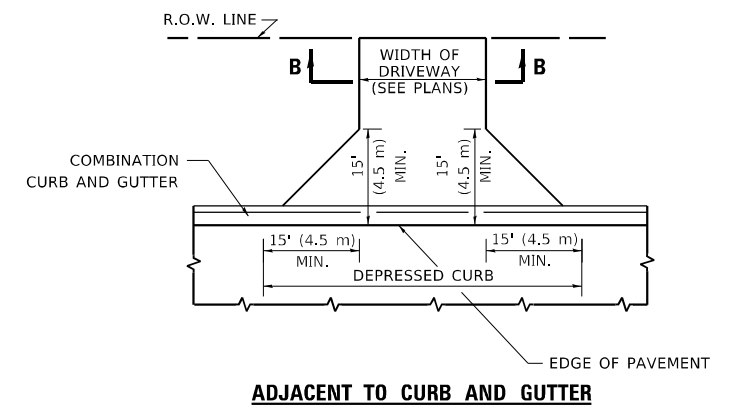 R.O.W. LINE
B
WIDTH OF
DRIVEWAY
(SEE PLANS)
B
COMBINATION
CURB AND GUTTER
15'
(4.5 m)
MIN.
15'
(4.5 m)
MIN.
15' (4.5 m)
MIN.
15' (4.5 m)
MIN.
DEPRESSED CURB
EDGE OF PAVEMENT
ADJACENT TO CURB AND GUTTER